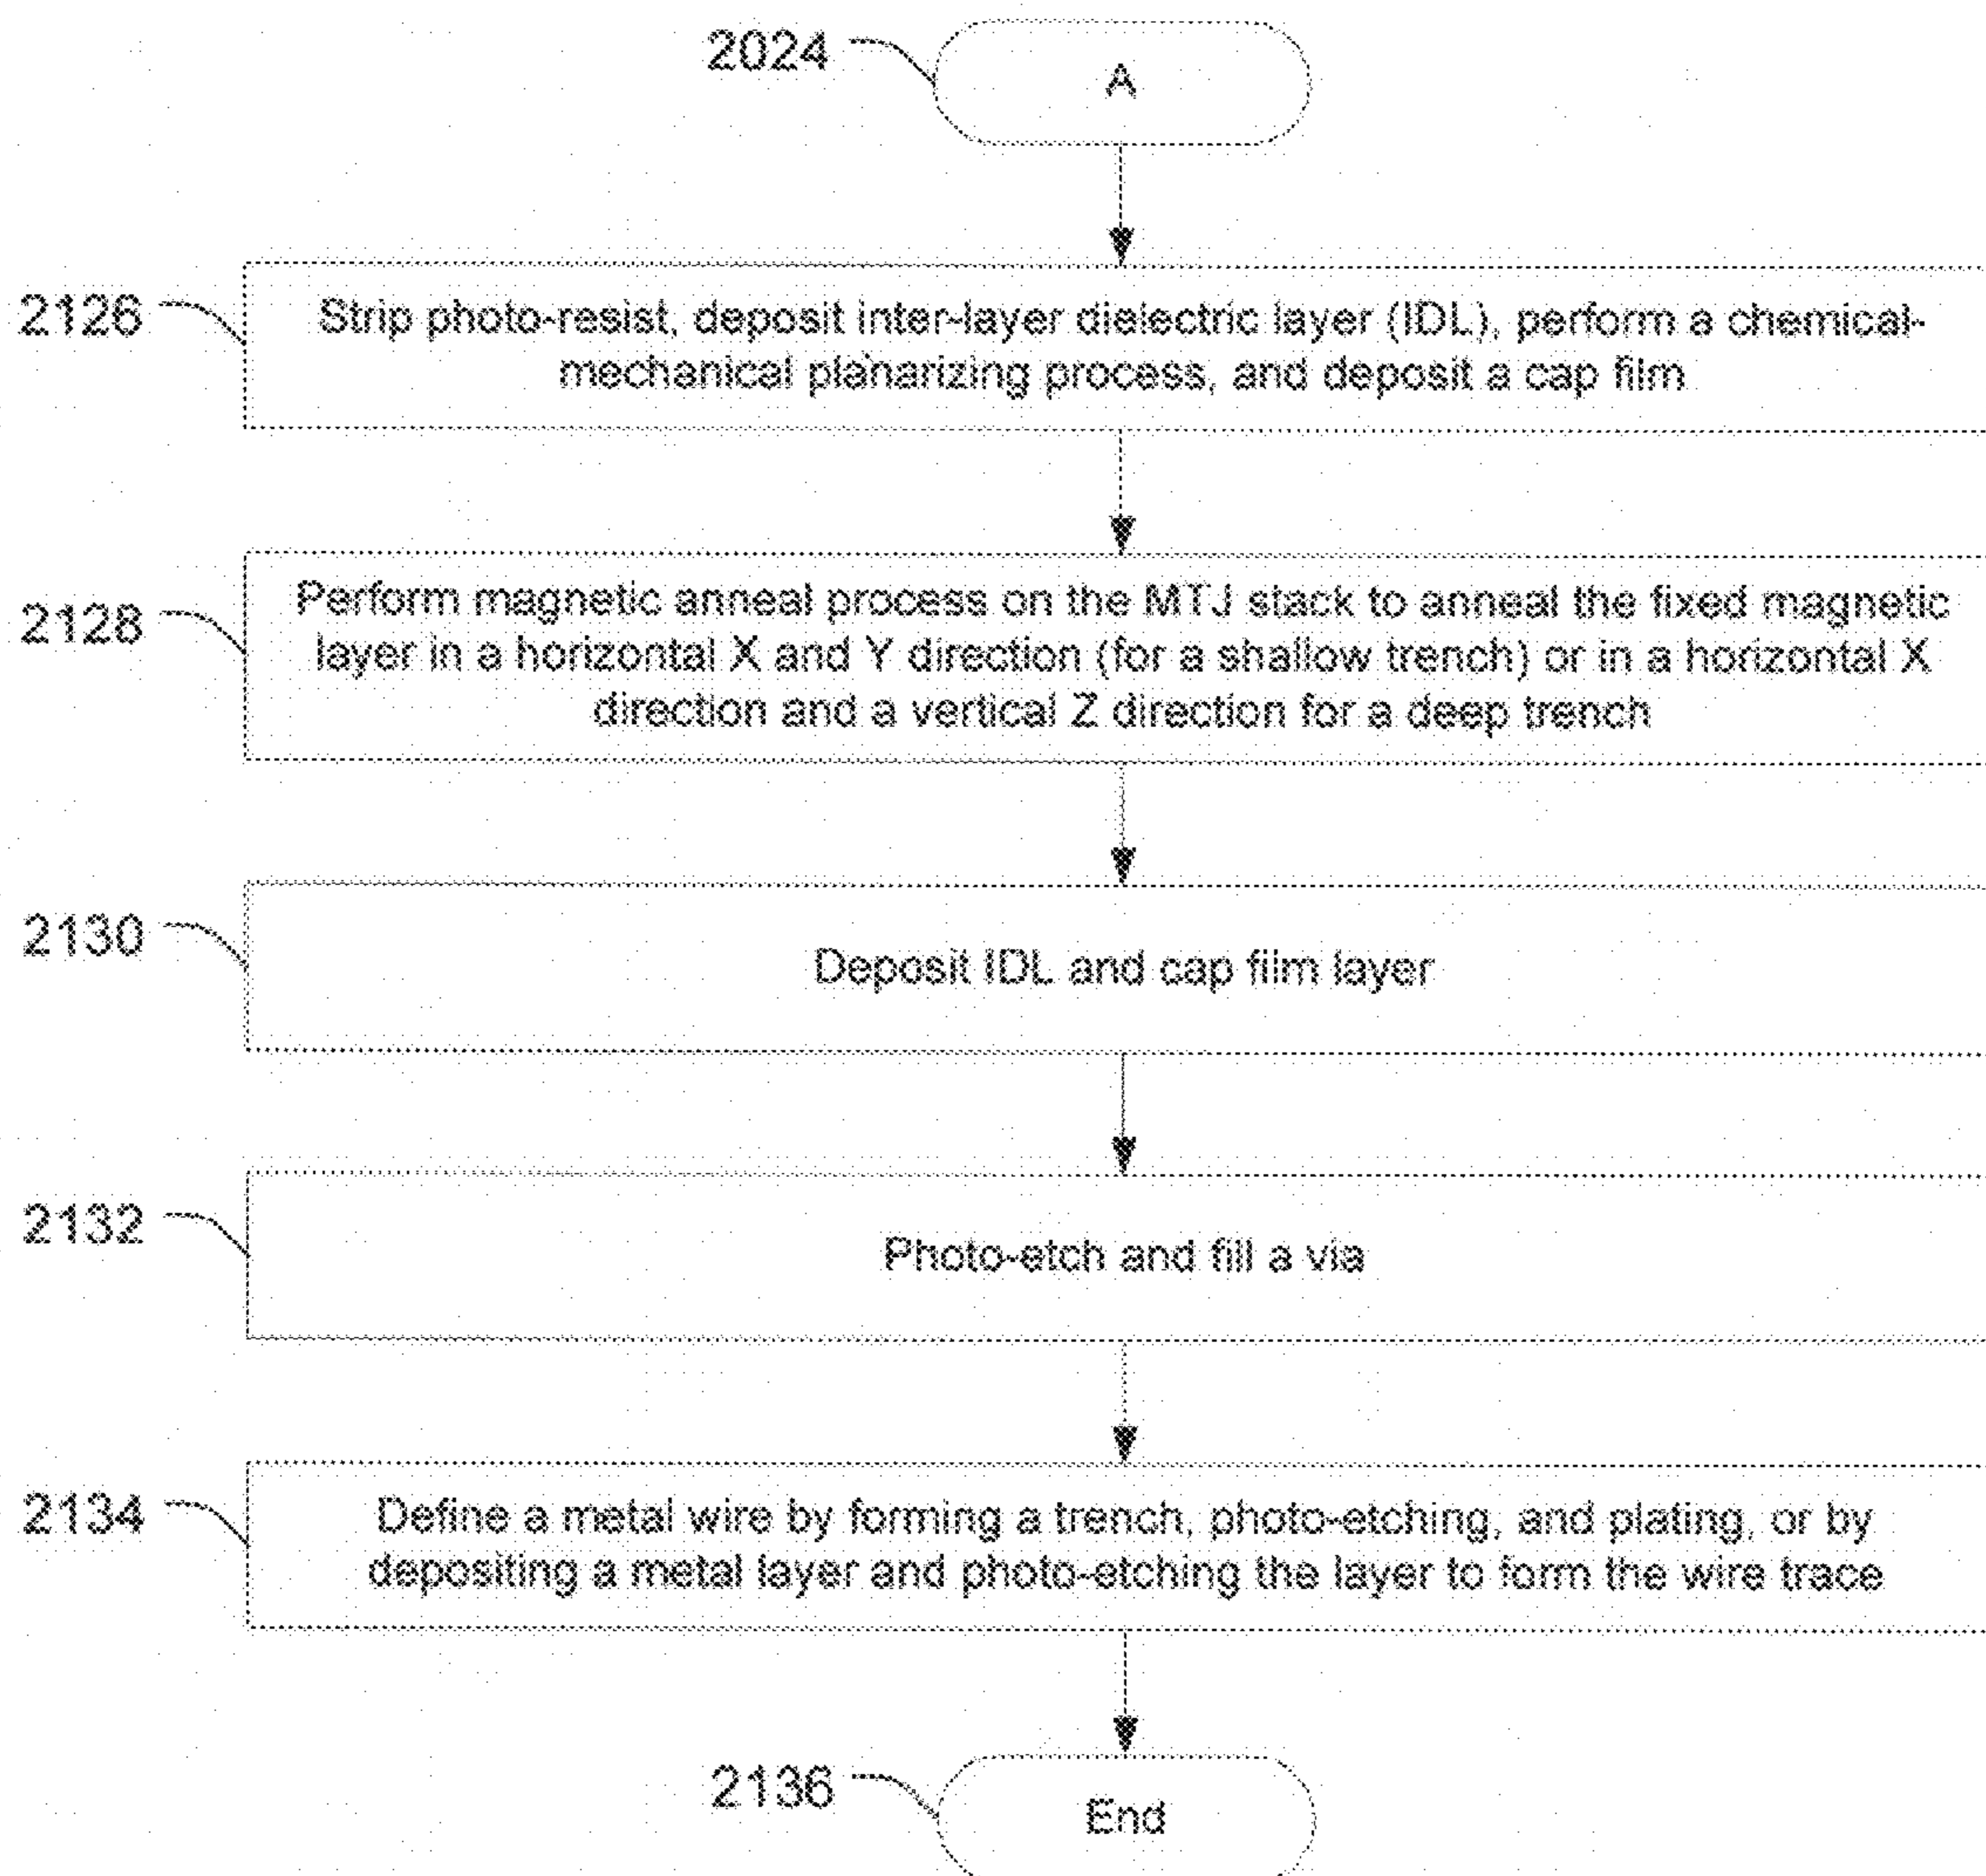 2024
A
2126
Strip photo-resist, deposit inter-layer dielectric layer (IDL), perform a chemical-
mechanical planarizing process, and deposit a cap film
2128
Perform magnetic anneal process on the MTJ stack to anneal the fixed magnetic
layer in a horizontal X and Y direction (for a shallow trench) or in a horizontal X
direction and a vertical Z direction for a deep trench
2130
Deposit IDL and cap film layer
2132
Photo-etch and fill a via
2134
Define a metal wire by forming a trench, photo-etching, and plating, or by
depositing a metal layer and photo-etching the layer to form the wire trace
2136
End